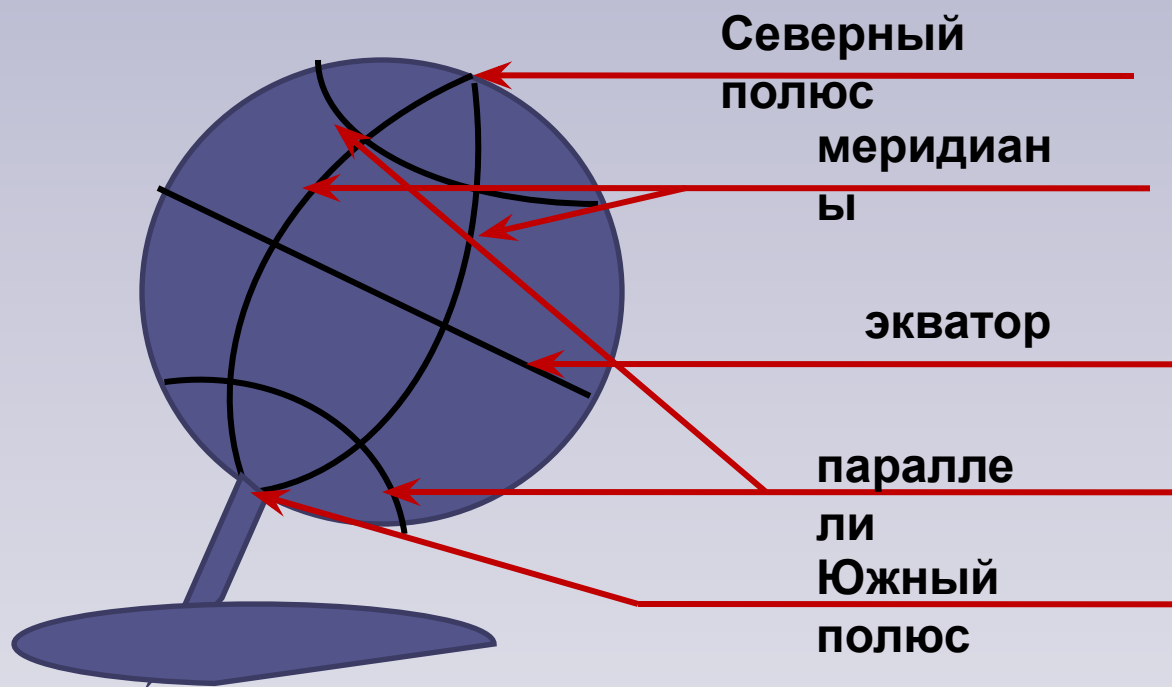 Северный
полюс
меридиан
ы
экватор
паралле
ли
Южный
полюс